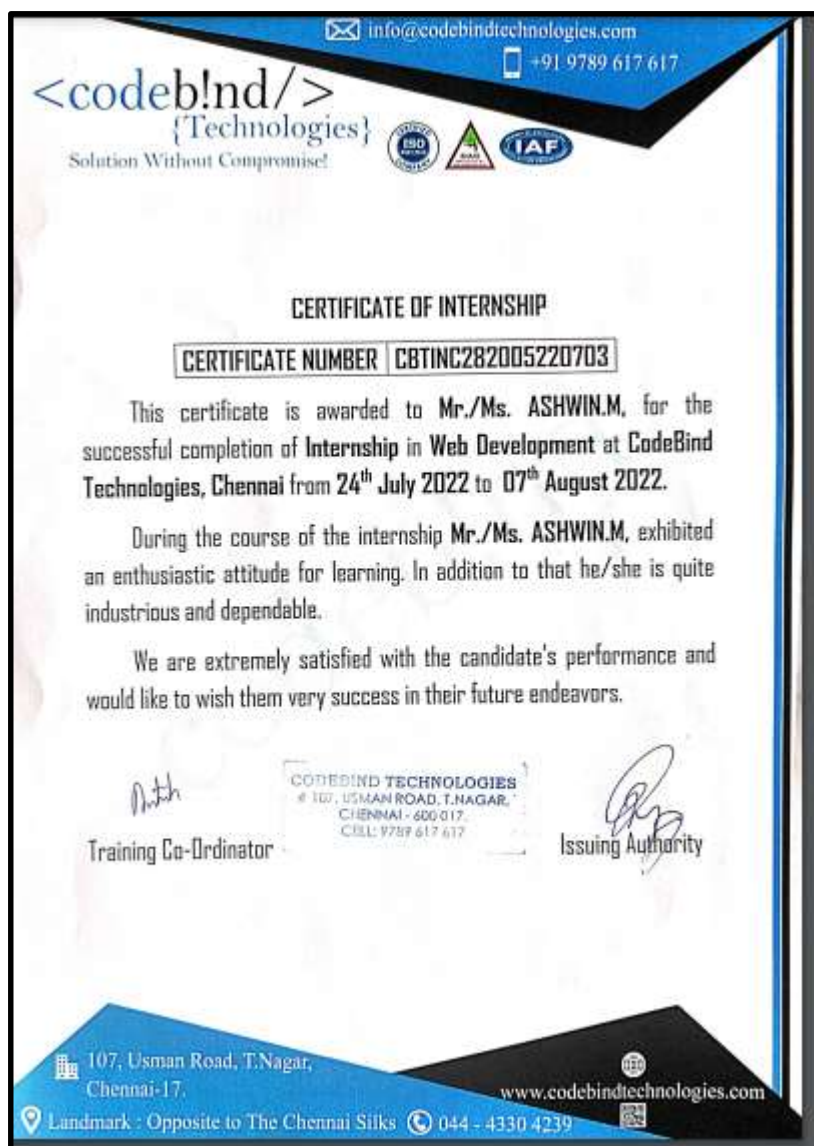 info@codebindtechnologies.com
+91 9789 617 617
<codeb!nd/>
{Technologies}
Solution Without Compromise!
CERTIFIED
ISO
COMPANY
IAF
CERTIFICATE OF INTERNSHIP
CERTIFICATE NUMBER CBTINC282005220703
This certificate is awarded to Mr./Ms. ASHWIN.M, for the
successful completion of Internship in Web Development at CodeBind
Technologies, Chennai from 24th July 2022 to 07th August 2022.
During the course of the internship Mr./Ms. ASHWIN.M, exhibited
an enthusiastic attitude for learning. In addition to that he/she is quite
industrious and dependable.
We are extremely satisfied with the candidate's performance and
would like to wish them very success in their future endeavors.
CODEBIND TECHNOLOGIES
# 107, USMAN ROAD, T.NAGAR,
CHENNAI - 600 017.
CELL: 9789 617 617
Training Co-Ordinator
Issuing Authority
107, Usman Road, T.Nagar,
Chennai-17.
www.codebindtechnologies.com
Landmark : Opposite to The Chennai Silks
044 - 4330 4239